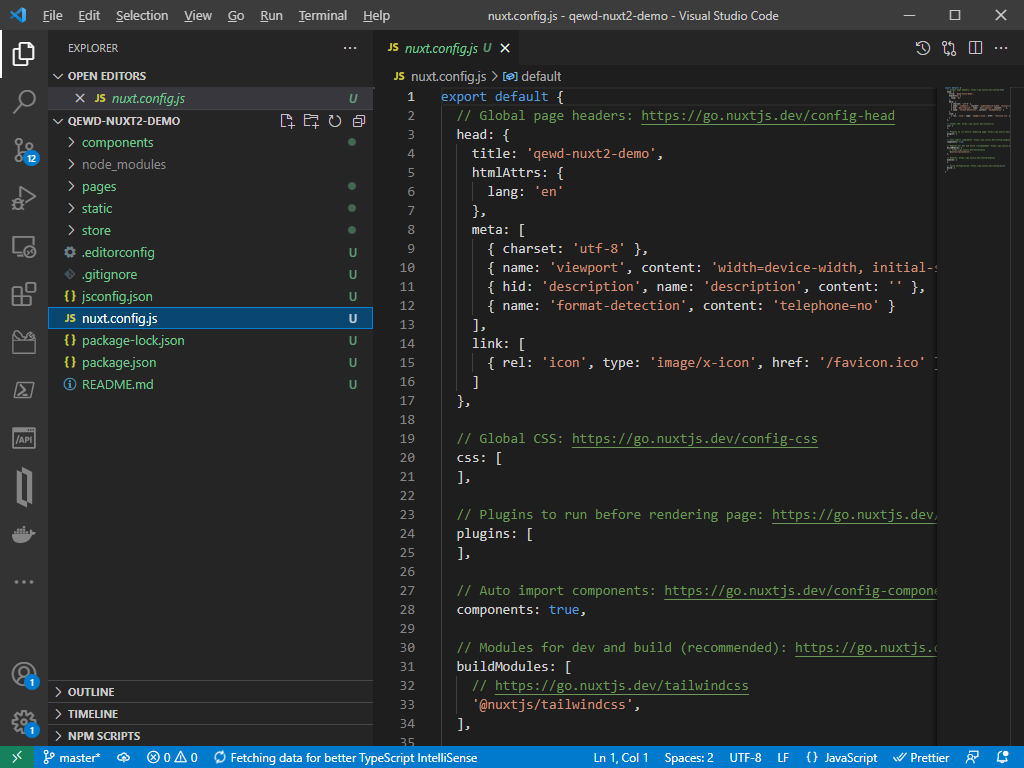 File Edit Selection View Go Run Terminal Help nuxt.config.js - qewd-nuxt2-demo - Visual Studio Code
EXPLORER
OPEN EDITORS
JS nuxt.config.js U
QEWD-NUXT2-DEMO
components
node_modules
pages
static
store
.editorconfig U
.gitignore U
{} jsconfig.json U
JS nuxt.config.js U
{} package-lock.json U
{} package.json U
README.md U
OUTLINE
TIMELINE
NPM SCRIPTS
12
/API
1
1
JS nuxt.config.js U
JS nuxt.config.js > default
1 export default {
2 // Global page headers: https://go.nuxtjs.dev/config-head
3 head: {
4 title: 'qewd-nuxt2-demo',
5 htmlAttrs: {
6 lang: 'en'
7 },
8 meta: [
9 { charset: 'utf-8' },
10 { name: 'viewport', content: 'width=device-width, initial-s
11 { hid: 'description', name: 'description', content: '' },
12 { name: 'format-detection', content: 'telephone=no' }
13 ],
14 link: [
15 { rel: 'icon', type: 'image/x-icon', href: '/favicon.ico' }
16 ]
17 },
18
19 // Global CSS: https://go.nuxtjs.dev/config-css
20 css: [
21 ],
22
23 // Plugins to run before rendering page: https://go.nuxtjs.dev/
24 plugins: [
25 ],
26
27 // Auto import components: https://go.nuxtjs.dev/config-compone
28 components: true,
29
30 // Modules for dev and build (recommended): https://go.nuxtjs.
31 buildModules: [
32 // https://go.nuxtjs.dev/tailwindcss
33 '@nuxtjs/tailwindcss',
34 ],
35
master* 0 0 Fetching data for better TypeScript IntelliSense Ln 1, Col 1 Spaces: 2 UTF-8 LF {} JavaScript Prettier